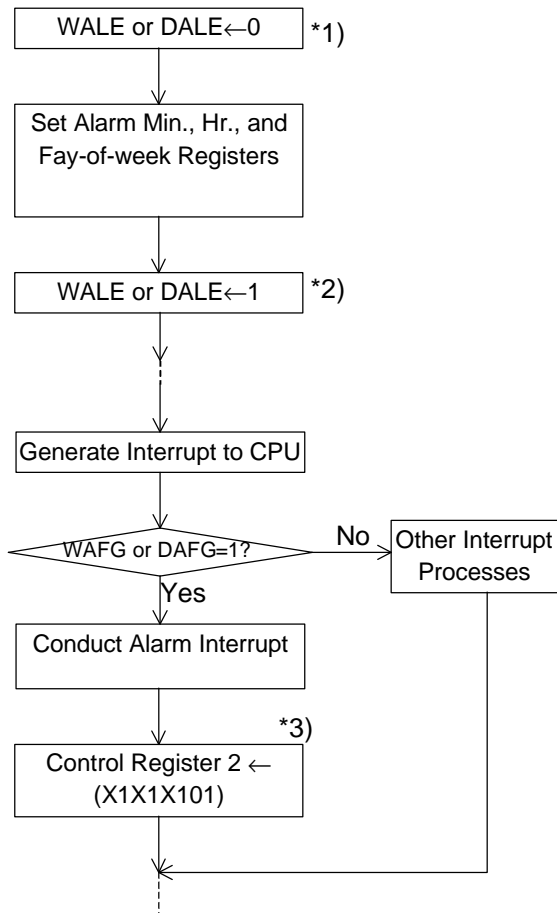 WALE or DALE←0
*1)
Set Alarm Min., Hr., and
Fay-of-week Registers
WALE or DALE←1
*2)
Generate Interrupt to CPU
WAFG or DAFG=1?
No
Other Interrupt
Processes
Yes
Conduct Alarm Interrupt
*3)
Control Register 2 ←
(X1X1X101)